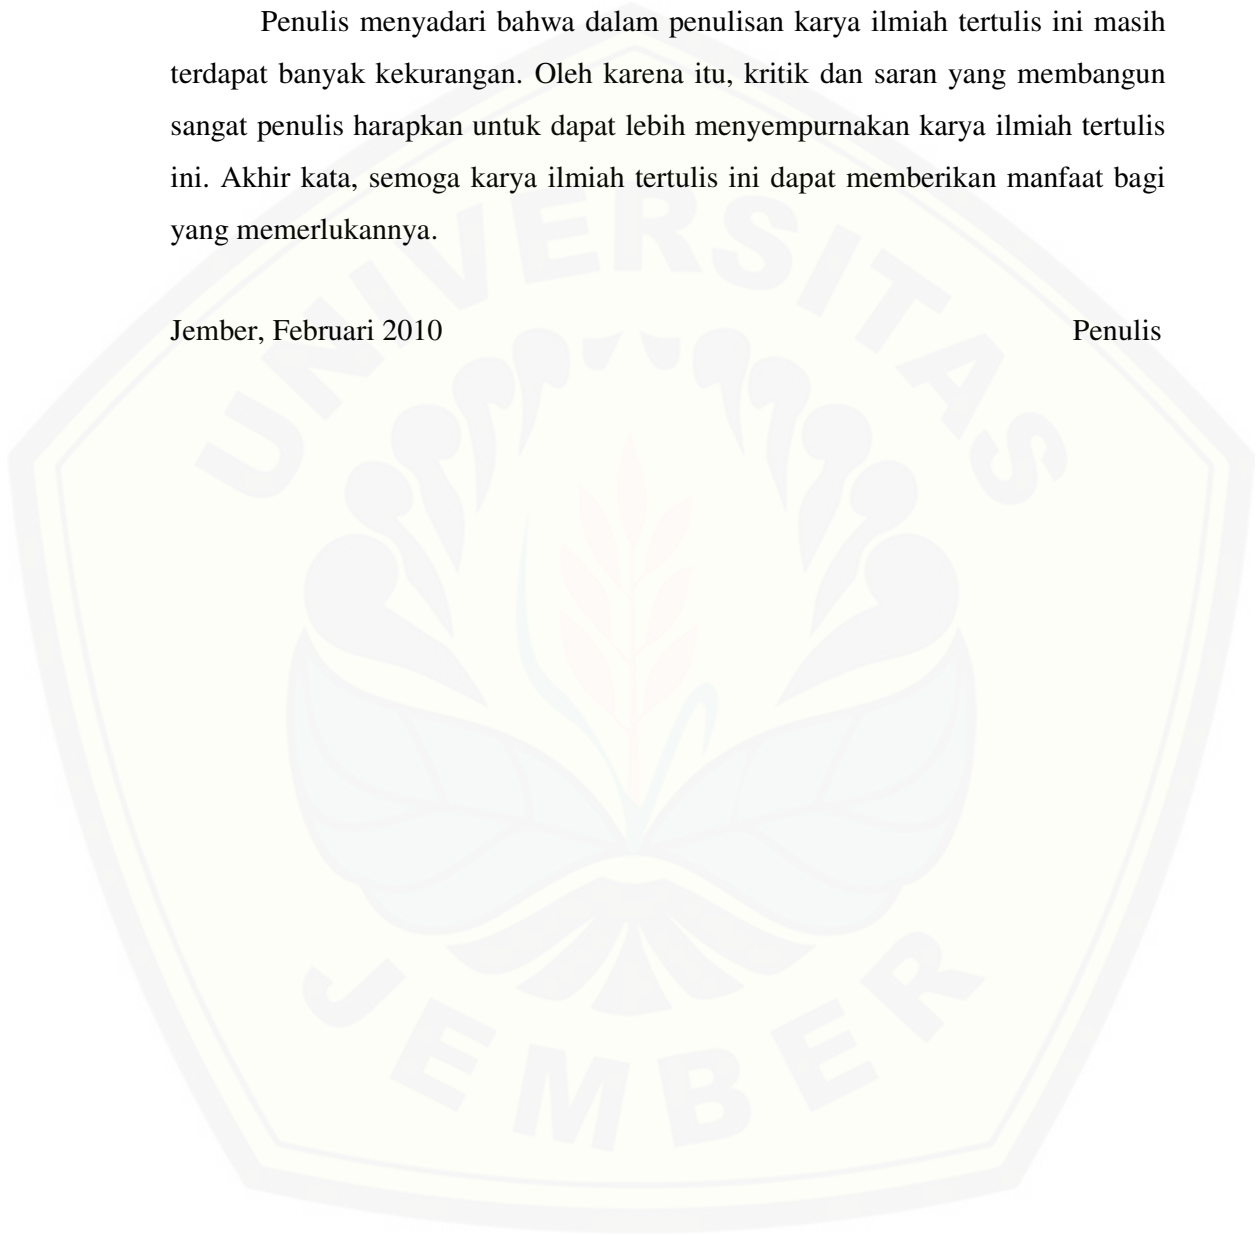 Penulis menyadari bahwa dalam penulisan karya ilmiah tertulis ini masih
terdapat banyak kekurangan. Oleh karena itu, kritik dan saran yang membangun
sangat penulis harapkan untuk dapat lebih menyempurnakan karya ilmiah tertulis
ini. Akhir kata, semoga karya ilmiah tertulis ini dapat memberikan manfaat bagi
yang memerlukannya.
Jember, Februari 2010 Penulis
UNIVERSITAS
JEMBER